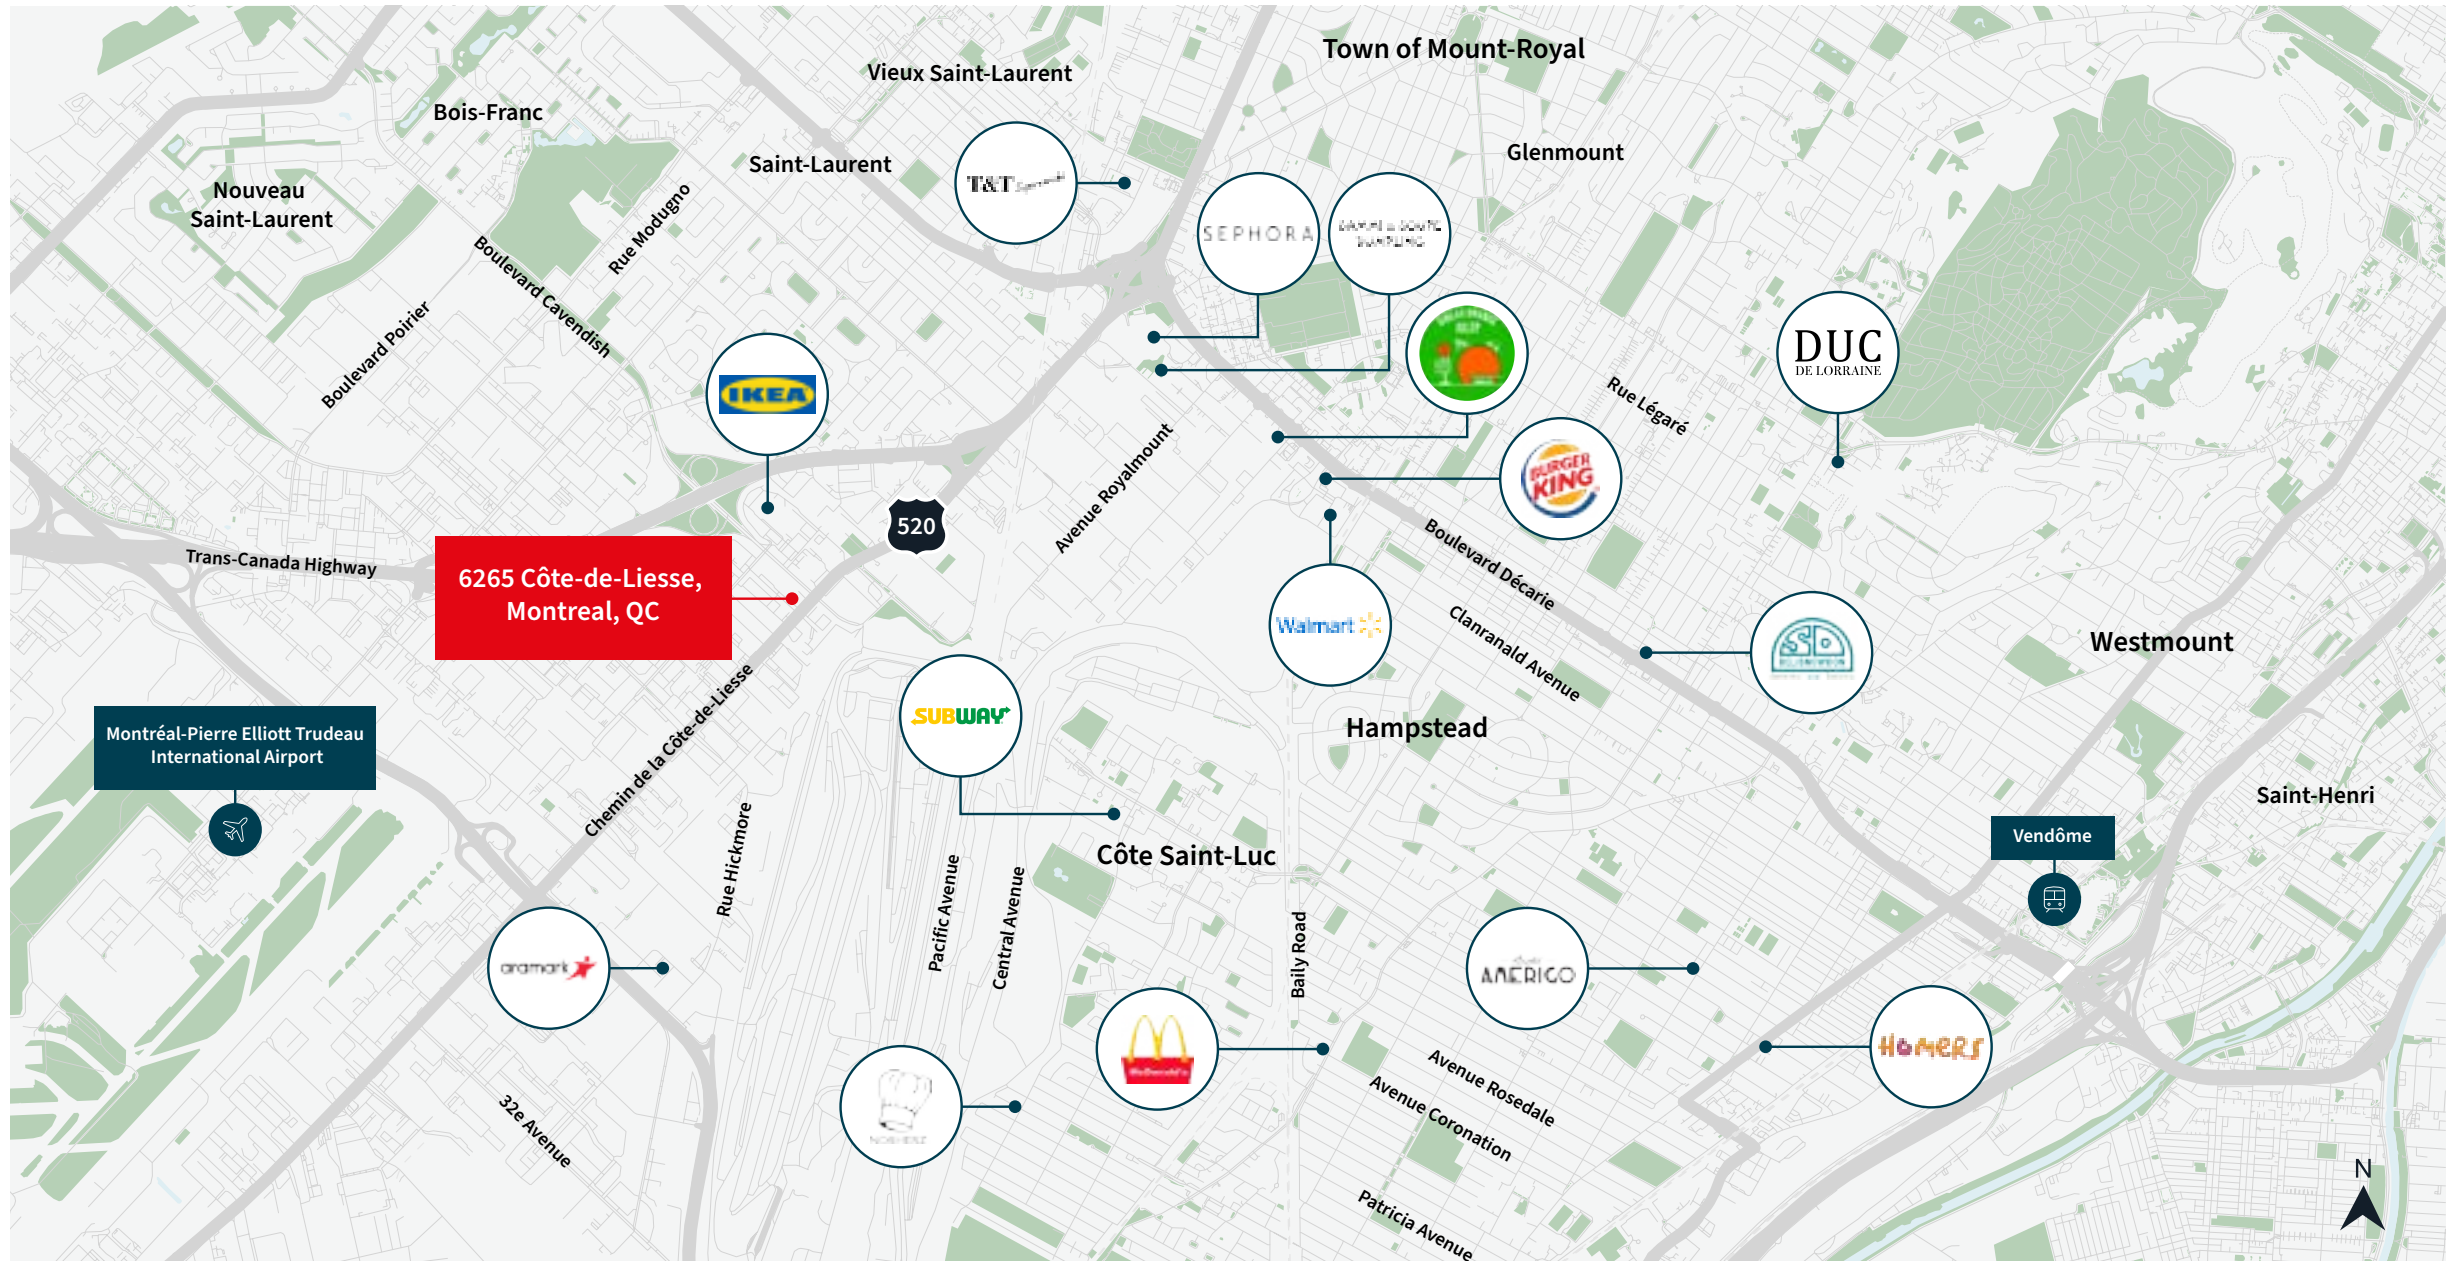 Town of Mount-Royal
Vieux Saint-Laurent
Bois-Franc
Saint-Laurent
Glenmount
T&T
Nouveau
Saint-Laurent
Rue Modugno
SEPHORA
Boulevard Cavendish
Boulevard Poirier
DUC
DE LORRAINE
IKEA
Rue Légaré
Avenue Royalmount
BURGER
KING
520
Boulevard Décarie
Trans-Canada Highway
6265 Côte-de-Liesse,
Montreal, QC
Walmart
Clanranald Avenue
SD
Westmount
Chemin de la Côte-de-Liesse
SUBWAY
Hampstead
Montréal-Pierre Elliott Trudeau
International Airport
Saint-Henri
Vendôme
Rue Hickmore
Côte Saint-Luc
Pacific Avenue
Central Avenue
Baily Road
aramark
AMERIGO
McDonald's
HOMERS
Avenue Rosedale
Avenue Coronation
32e Avenue
Patricia Avenue
N